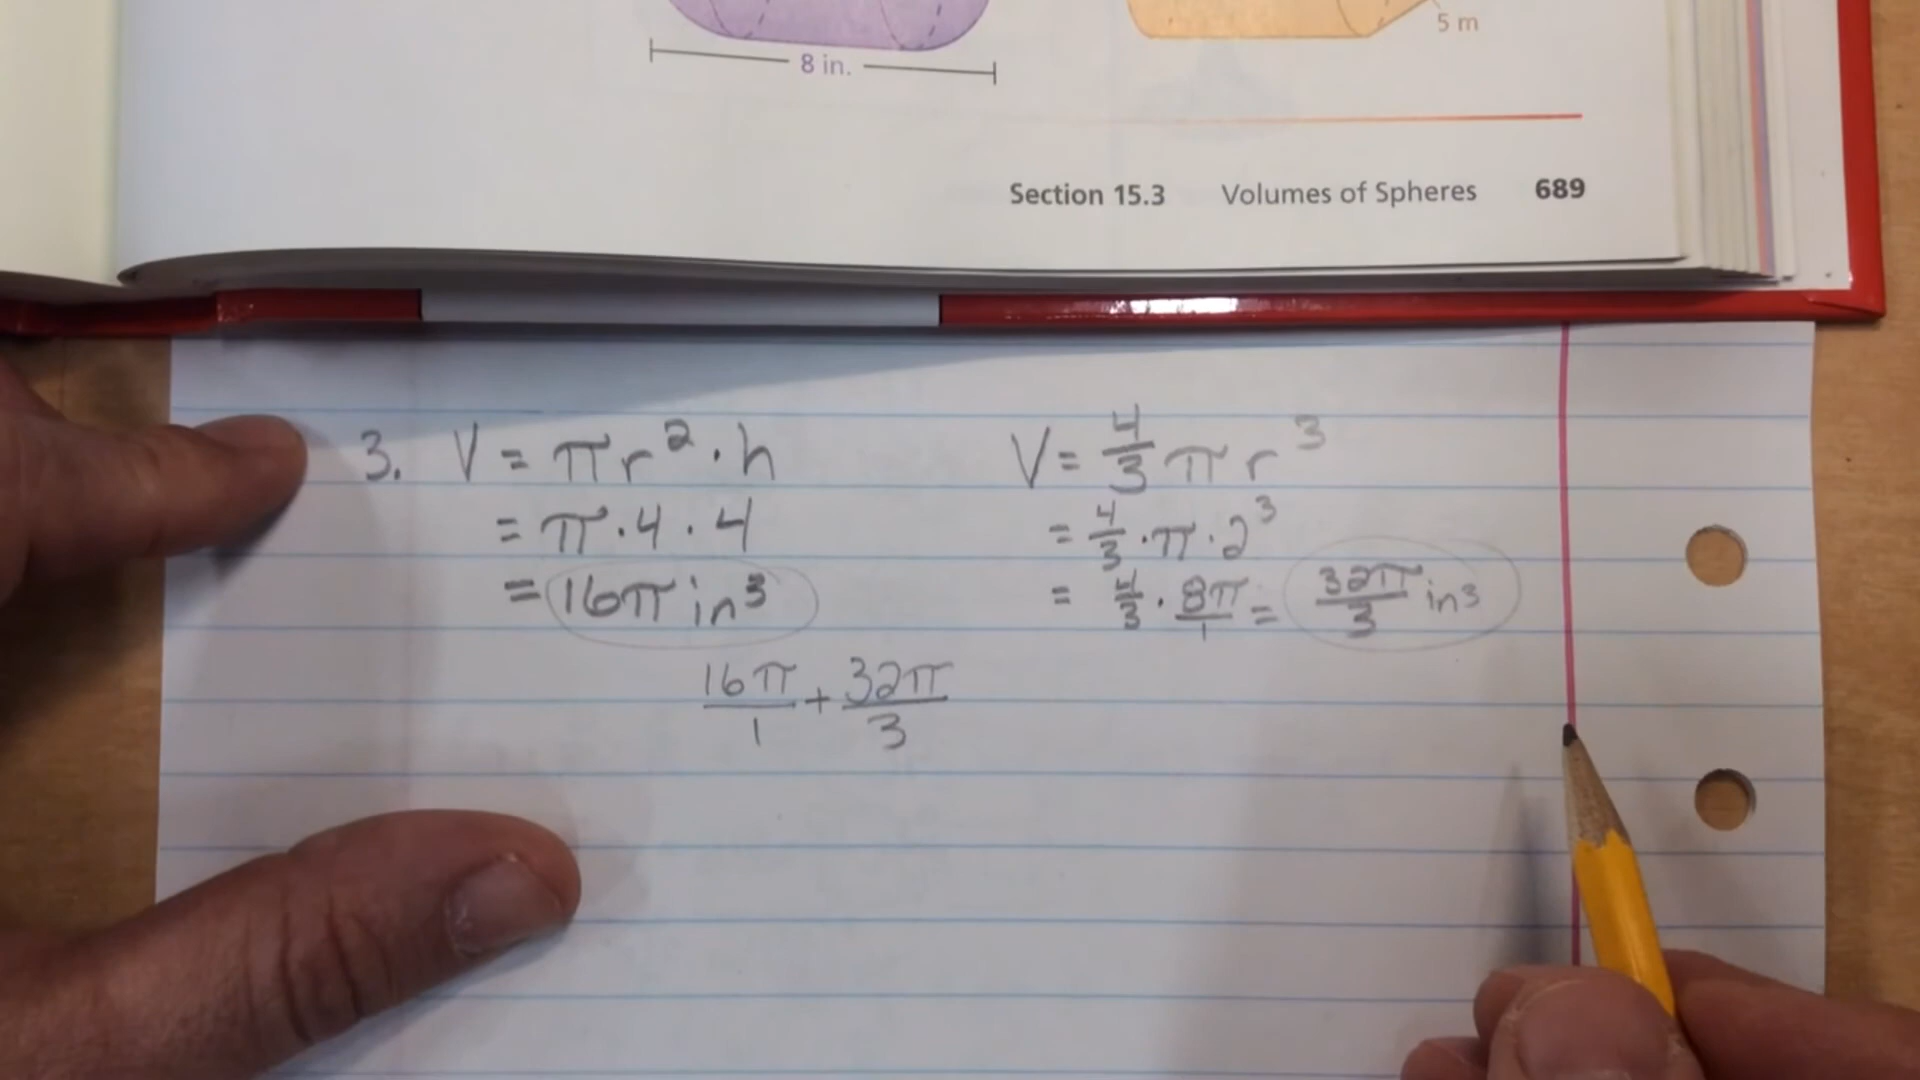 8 in.
5 m
Section 15.3 Volumes of Spheres 689
3. V = πr²·h
= π·4·4
= 16π in³
V = 4/3 πr³
= 4/3·π·2³
= 4/3·8π/1 = 32π/3 in³
16π/1 + 32π/3